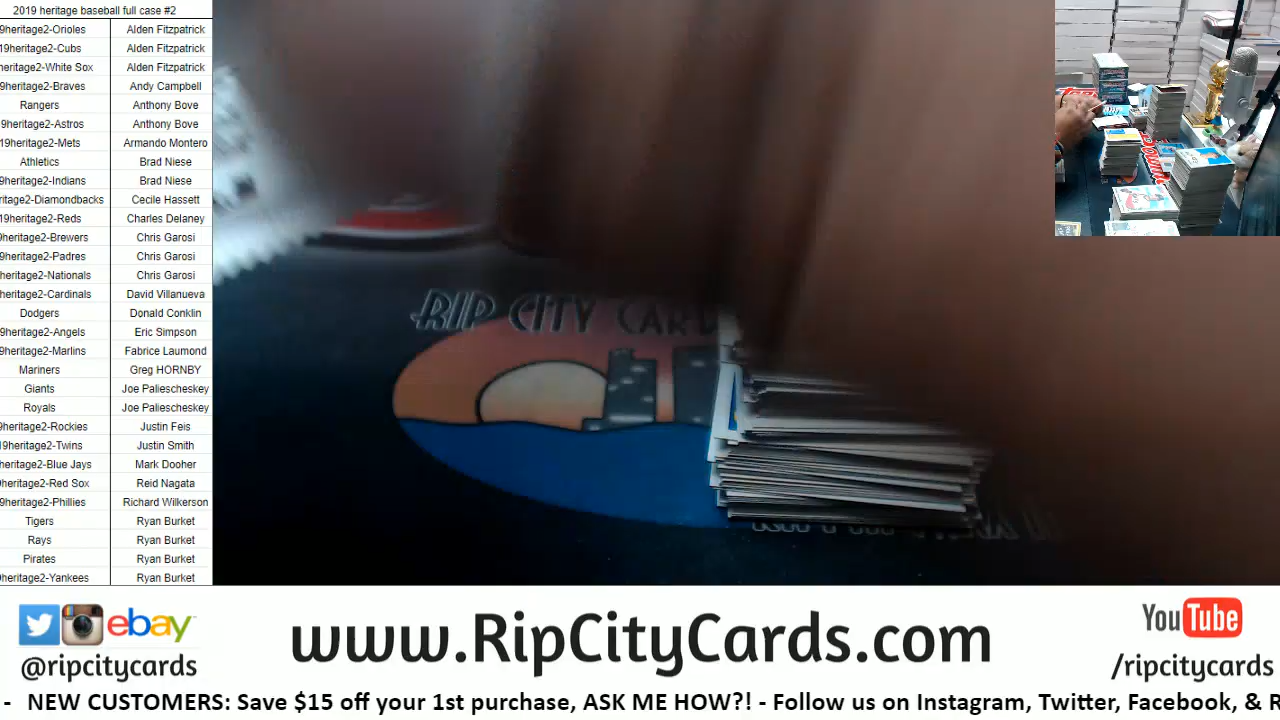 2019 heritage baseball full case #2
9heritage2-Orioles Alden Fitzpatrick
19heritage2-Cubs Alden Fitzpatrick
heritage2-White Sox Alden Fitzpatrick
9heritage2-Braves Andy Campbell
Rangers Anthony Bove
9heritage2-Astros Anthony Bove
19heritage2-Mets Armando Montero
Athletics Brad Niese
9heritage2-Indians Brad Niese
ritage2-Diamondbacks Cecile Hassett
19heritage2-Reds Charles Delaney
9heritage2-Brewers Chris Garosi
9heritage2-Padres Chris Garosi
heritage2-Nationals Chris Garosi
heritage2-Cardinals David Villanueva
Dodgers Donald Conklin
9heritage2-Angels Eric Simpson
9heritage2-Marlins Fabrice Laumond
Mariners Greg HORNBY
Giants Joe Paliescheskey
Royals Joe Paliescheskey
9heritage2-Rockies Justin Feis
19heritage2-Twins Justin Smith
heritage2-Blue Jays Mark Dooher
heritage2-Red Sox Reid Nagata
9heritage2-Phillies Richard Wilkerson
Tigers Ryan Burket
Rays Ryan Burket
Pirates Ryan Burket
9heritage2-Yankees Ryan Burket
RIP CITY CARD
ebay
@ripcitycards
www.RipCityCards.com
YouTube
/ripcitycards
- NEW CUSTOMERS: Save $15 off your 1st purchase, ASK ME HOW?! - Follow us on Instagram, Twitter, Facebook, & R